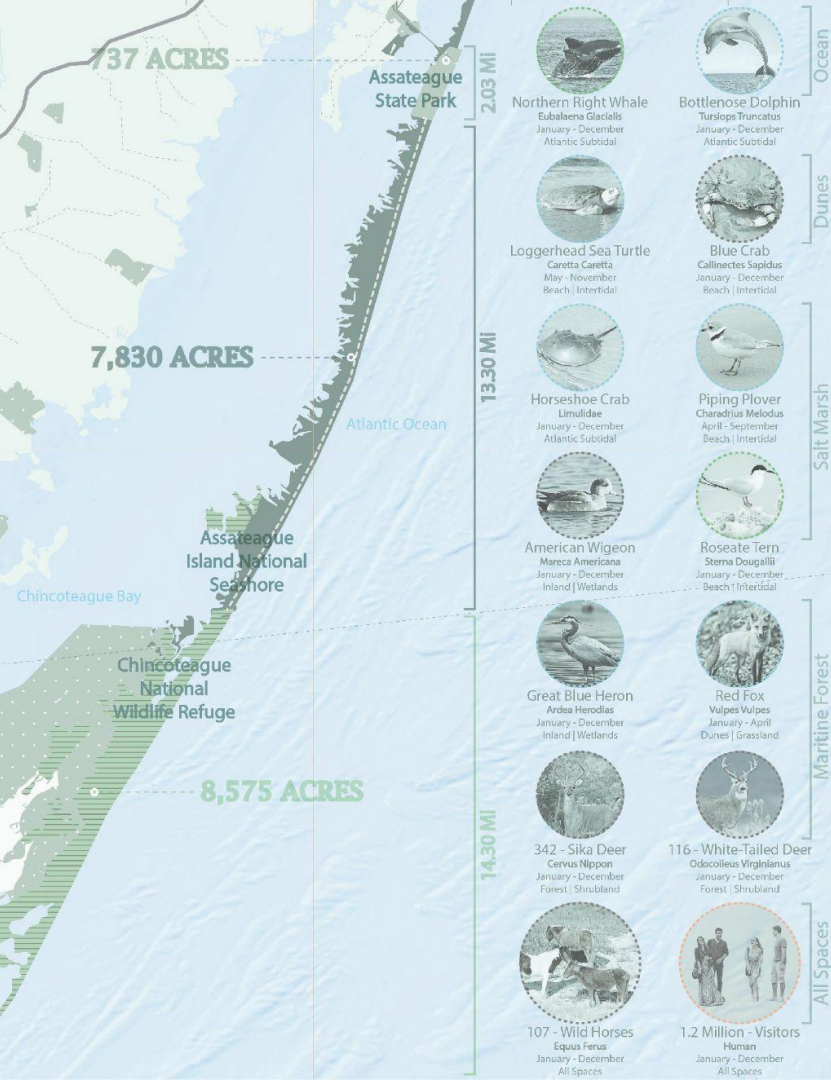 737 ACRES
Assateague
State Park
2.03 Mi
7,830 ACRES
13.30 Mi
Atlantic Ocean
Assateague
Island National
Seashore
Chincoteague Bay
Chincoteague
National
Wildlife Refuge
8,575 ACRES
14.30 Mi
Northern Right Whale
Eubalaena Glacialis
January - December
Atlantic Subtidal
Bottlenose Dolphin
Tursiops Truncatus
January - December
Atlantic Subtidal
Ocean
Loggerhead Sea Turtle
Caretta Caretta
May - November
Beach | Intertidal
Blue Crab
Callinectes Sapidus
January - December
Beach | Intertidal
Dunes
Horseshoe Crab
Limulidae
January - December
Atlantic Subtidal
Piping Plover
Charadrius Melodus
April - September
Beach | Intertidal
American Wigeon
Mareca Americana
January - December
Inland | Wetlands
Roseate Tern
Sterna Dougallii
January - December
Beach | Intertidal
Salt Marsh
Great Blue Heron
Ardea Herodias
January - December
Inland | Wetlands
Red Fox
Vulpes Vulpes
January - April
Dunes | Grassland
342 - Sika Deer
Cervus Nippon
January - December
Forest | Shrubland
116 - White-Tailed Deer
Odocoileus Virginianus
January - December
Forest | Shrubland
Maritine Forest
107 - Wild Horses
Equus Ferus
January - December
All Spaces
1.2 Million - Visitors
Human
January - December
All Spaces
All Spaces